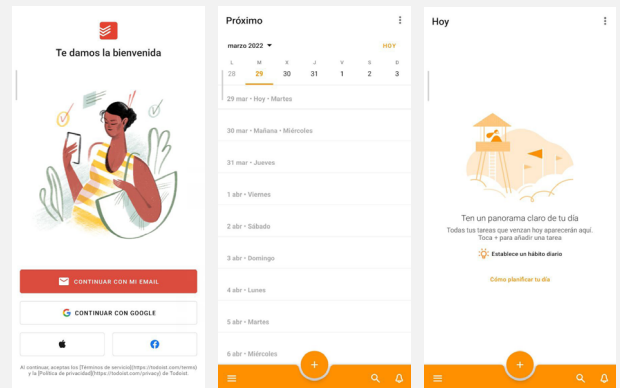 Te damos la bienvenida
CONTINUAR CON MI EMAIL
CONTINUAR CON GOOGLE
Al continuar, aceptas los [Términos de servicio](https://todoist.com/terms)
y la [Política de privacidad](https://todoist.com/privacy) de Todoist.
Próximo
marzo 2022
HOY
L M X J V S D
28 29 30 31 1 2 3
29 mar • Hoy • Martes
30 mar • Mañana • Miércoles
31 mar • Jueves
1 abr • Viernes
2 abr • Sábado
3 abr • Domingo
4 abr • Lunes
5 abr • Martes
6 abr • Miércoles
Hoy
Ten un panorama claro de tu día
Todas tus tareas que venzan hoy aparecerán aquí.
Toca + para añadir una tarea
Establece un hábito diario
Cómo planificar tu día